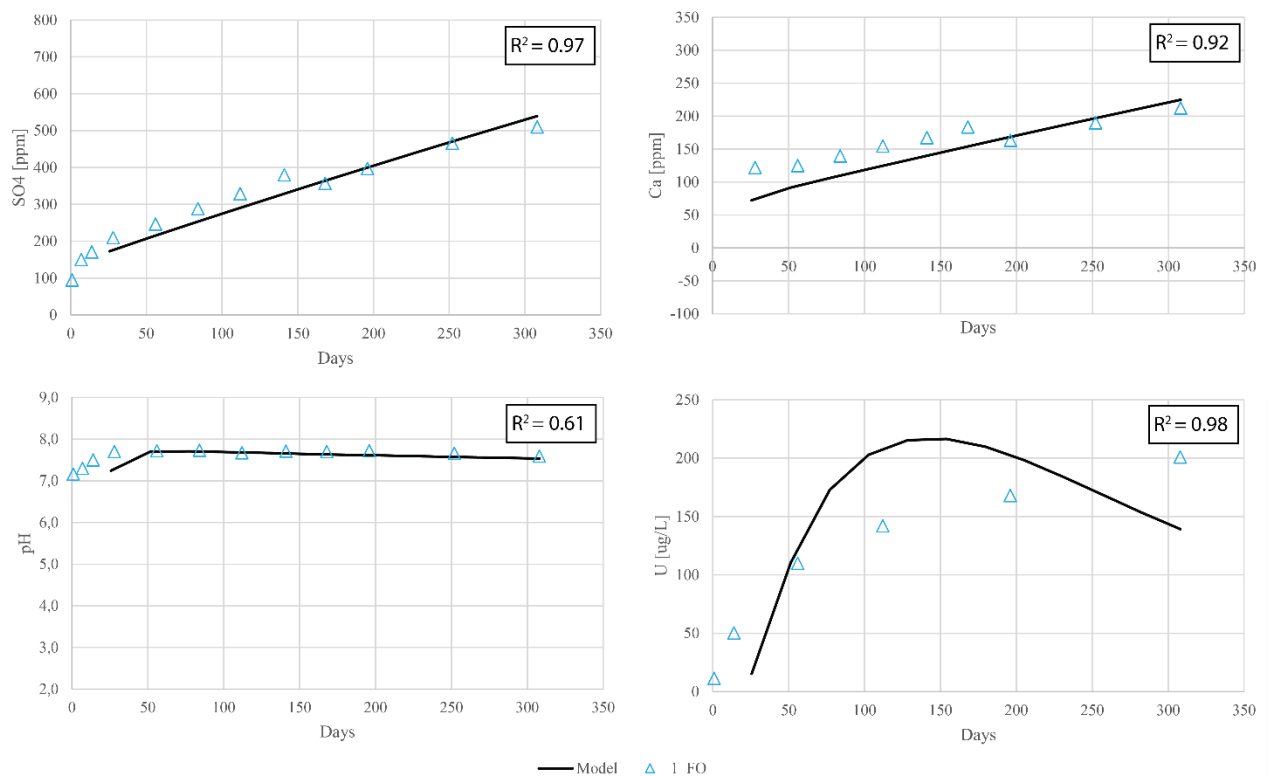 800
700
600
500
400
300
200
100
0
SO4 [ppm]
R² = 0.97
0 50 100 150 200 250 300 350
Days
350
300
250
200
150
100
50
0
-50
-100
Ca [ppm]
R² = 0.92
0 50 100 150 200 250 300 350
Days
9,0
8,0
7,0
6,0
5,0
4,0
3,0
2,0
pH
R² = 0.61
0 50 100 150 200 250 300 350
Days
250
200
150
100
50
0
U [ug/L]
R² = 0.98
0 50 100 150 200 250 300 350
Days
Model 1_FO